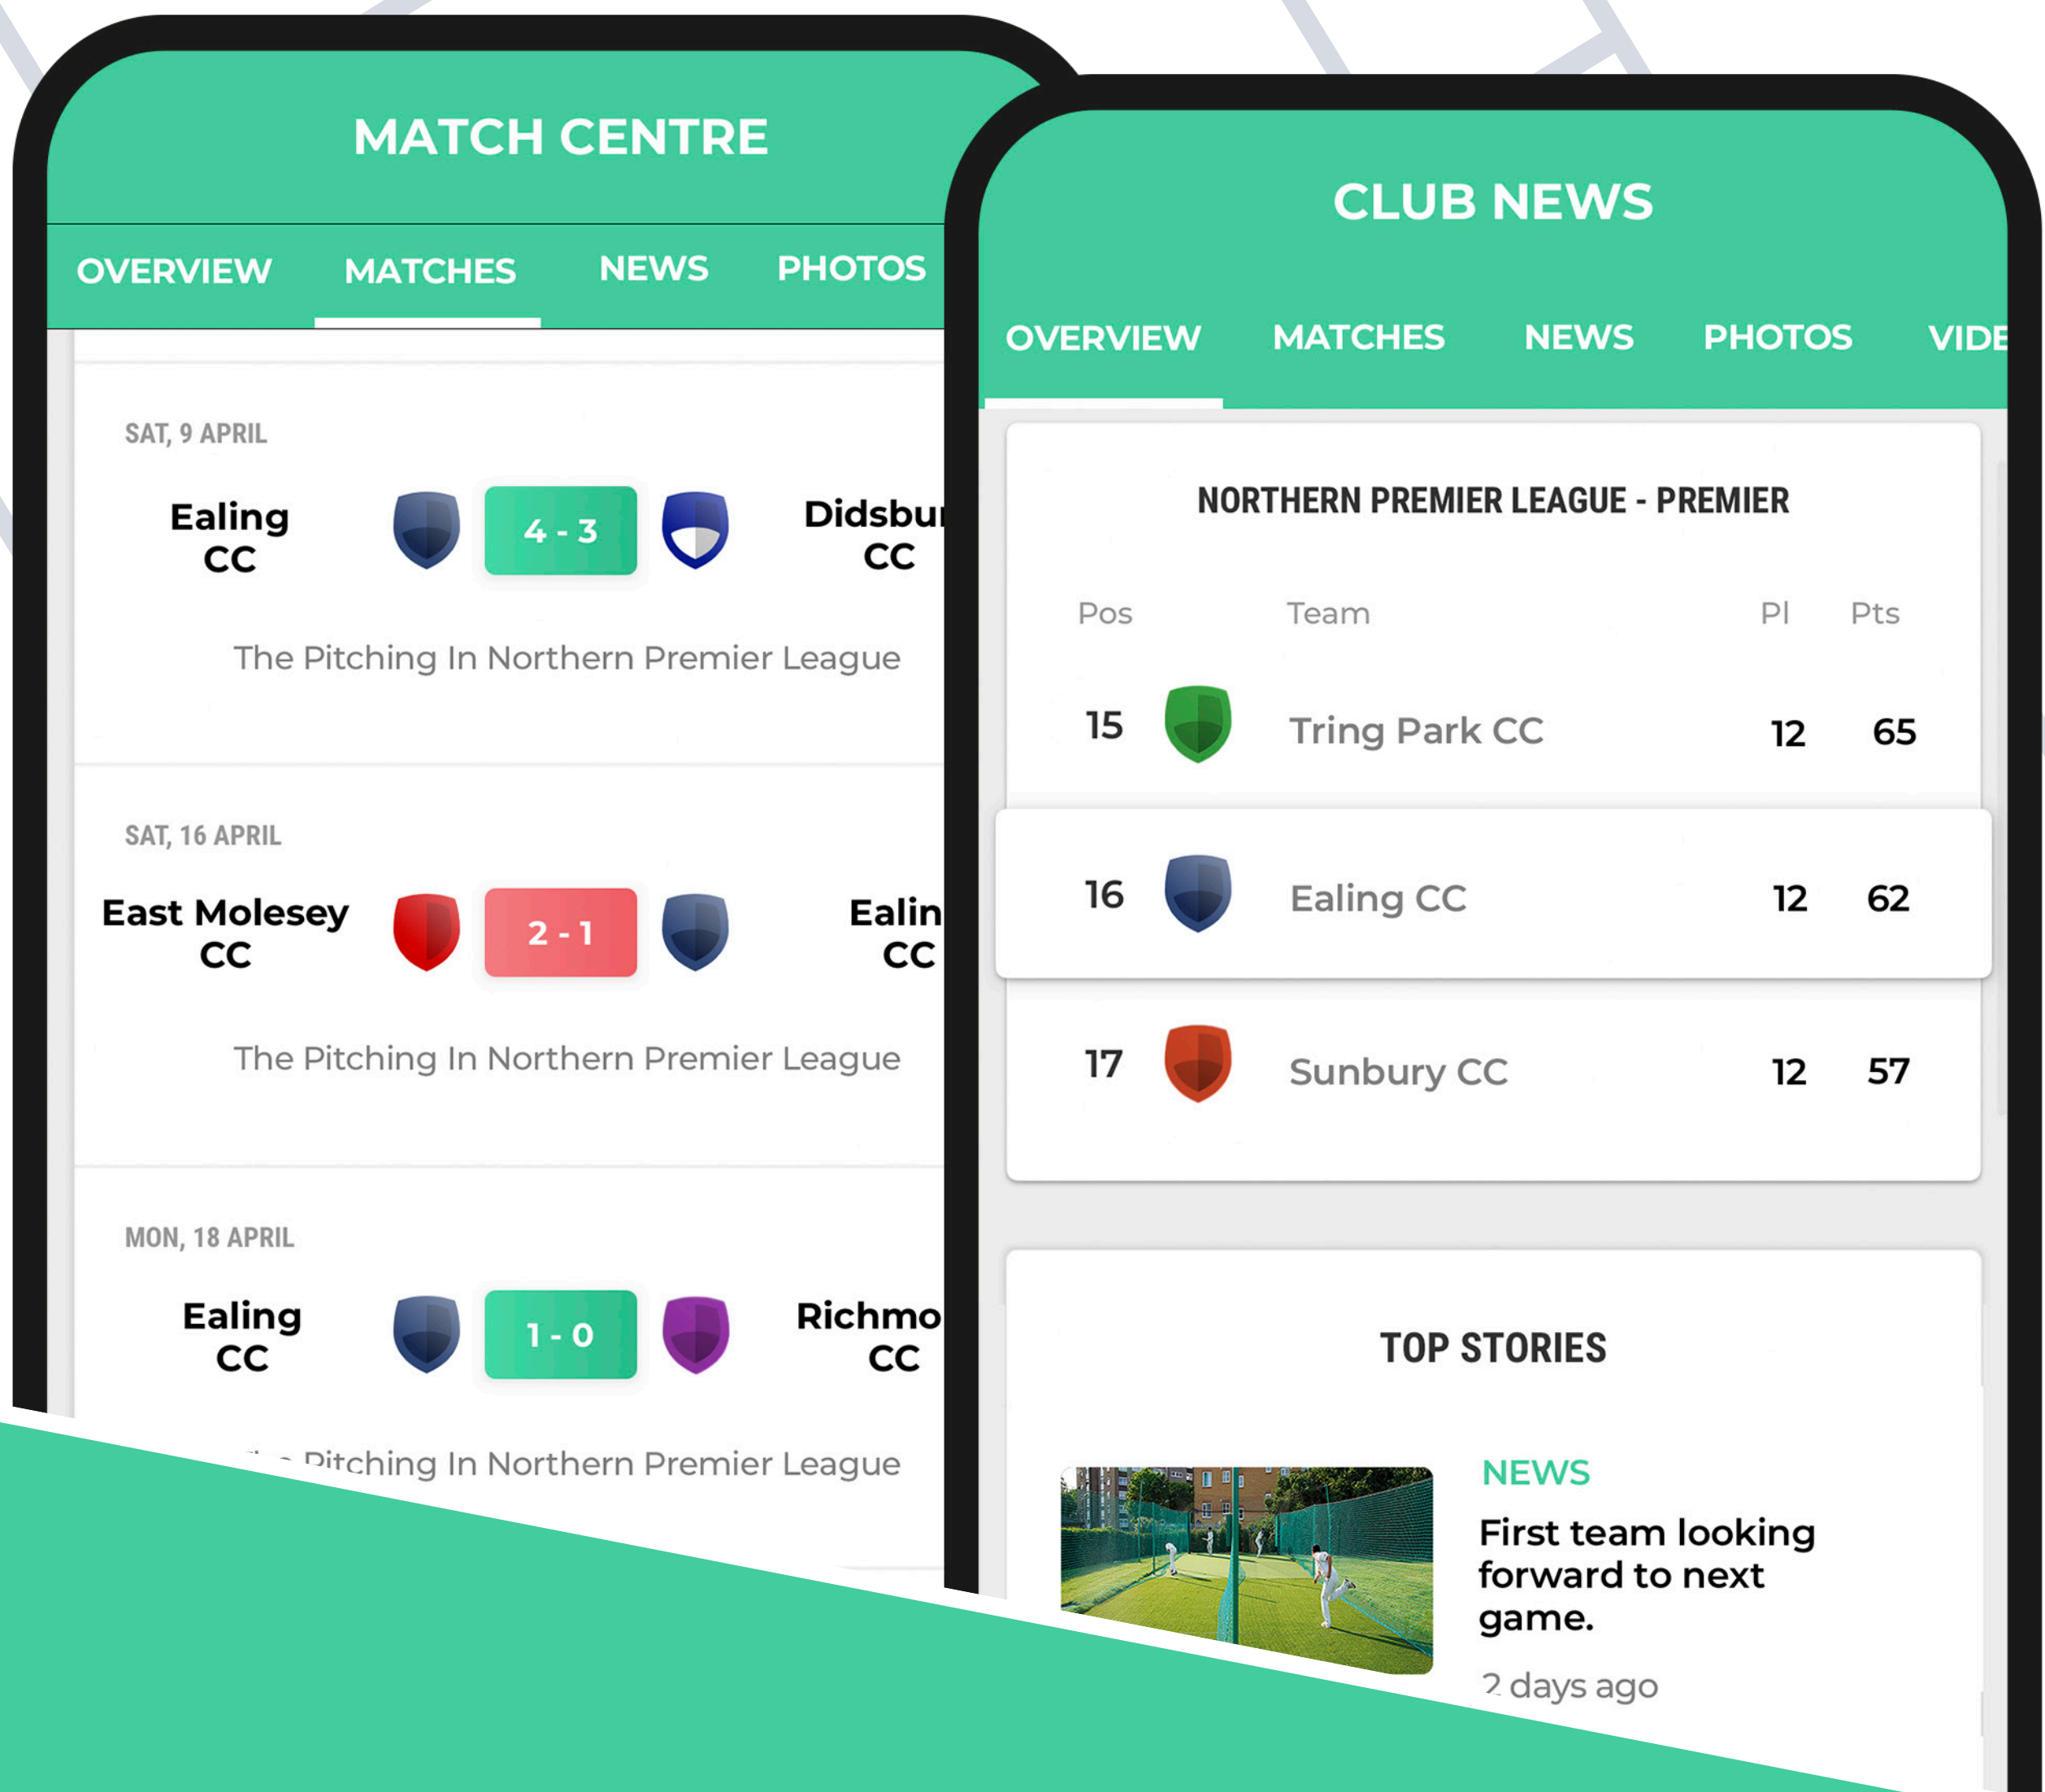 MATCH CENTRE
OVERVIEW MATCHES NEWS PHOTOS
SAT, 9 APRIL
Ealing
CC
4 - 3
Didsbu
CC
The Pitching In Northern Premier League
SAT, 16 APRIL
East Molesey
CC
2 - 1
Ealin
CC
The Pitching In Northern Premier League
MON, 18 APRIL
Ealing
CC
1 - 0
Richmo
CC
Pitching In Northern Premier League
CLUB NEWS
OVERVIEW MATCHES NEWS PHOTOS VIDE
NORTHERN PREMIER LEAGUE - PREMIER
Pos Team Pl Pts
15 Tring Park CC 12 65
16 Ealing CC 12 62
17 Sunbury CC 12 57
TOP STORIES
NEWS
First team looking
forward to next
game.
2 days ago